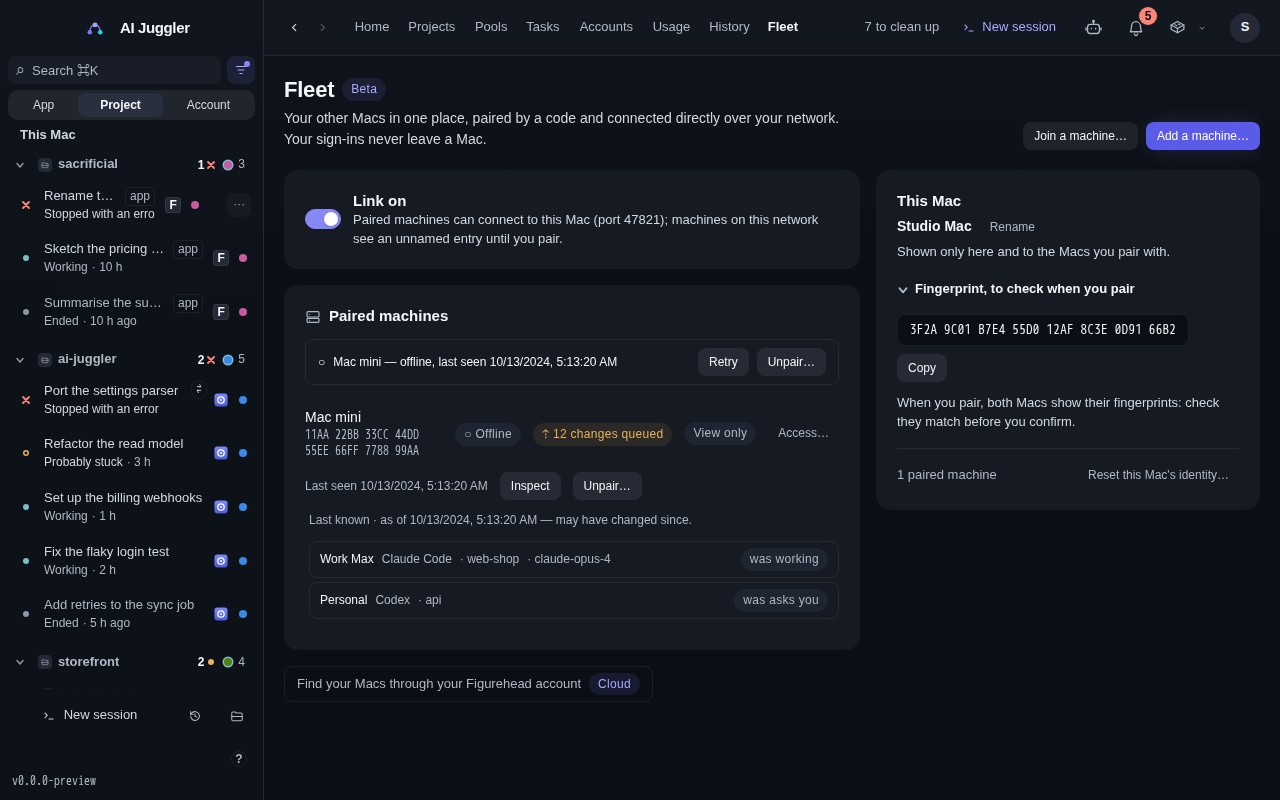 AI Juggler
Search ⌘K
App Project Account
This Mac
sacrificial 1 3
Rename t… app F
Stopped with an erro
Sketch the pricing … app F
Working · 10 h
Summarise the su… app F
Ended · 10 h ago
ai-juggler 2 5
Port the settings parser
Stopped with an error
Refactor the read model
Probably stuck · 3 h
Set up the billing webhooks
Working · 1 h
Fix the flaky login test
Working · 2 h
Add retries to the sync job
Ended · 5 h ago
storefront 2 4
New session
?
v0.0.0-preview
Home Projects Pools Tasks Accounts Usage History Fleet 7 to clean up New session 5 S
Fleet Beta
Your other Macs in one place, paired by a code and connected directly over your network.
Your sign-ins never leave a Mac.
Join a machine… Add a machine…
Link on
Paired machines can connect to this Mac (port 47821); machines on this network
see an unnamed entry until you pair.
Paired machines
○ Mac mini — offline, last seen 10/13/2024, 5:13:20 AM Retry Unpair…
Mac mini
11AA 22BB 33CC 44DD
55EE 66FF 7788 99AA
○ Offline ↑ 12 changes queued View only Access…
Last seen 10/13/2024, 5:13:20 AM Inspect Unpair…
Last known · as of 10/13/2024, 5:13:20 AM — may have changed since.
Work Max Claude Code · web-shop · claude-opus-4 was working
Personal Codex · api was asks you
Find your Macs through your Figurehead account Cloud
This Mac
Studio Mac Rename
Shown only here and to the Macs you pair with.
Fingerprint, to check when you pair
3F2A 9C01 B7E4 55D0 12AF 8C3E 0D91 66B2
Copy
When you pair, both Macs show their fingerprints: check
they match before you confirm.
1 paired machine Reset this Mac's identity…